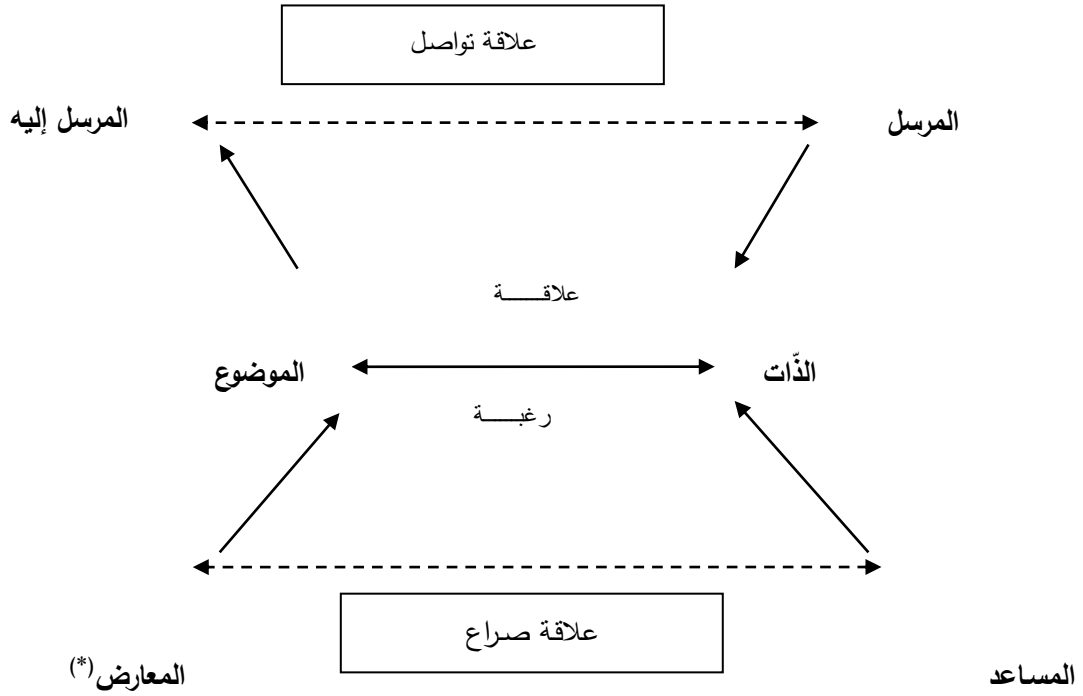 علاقة تواصل
المرسل
المرسل إليه
علاقـــــة
الذّات
الموضوع
رغبـــــة
علاقة صراع
المساعد
المعارض(*)